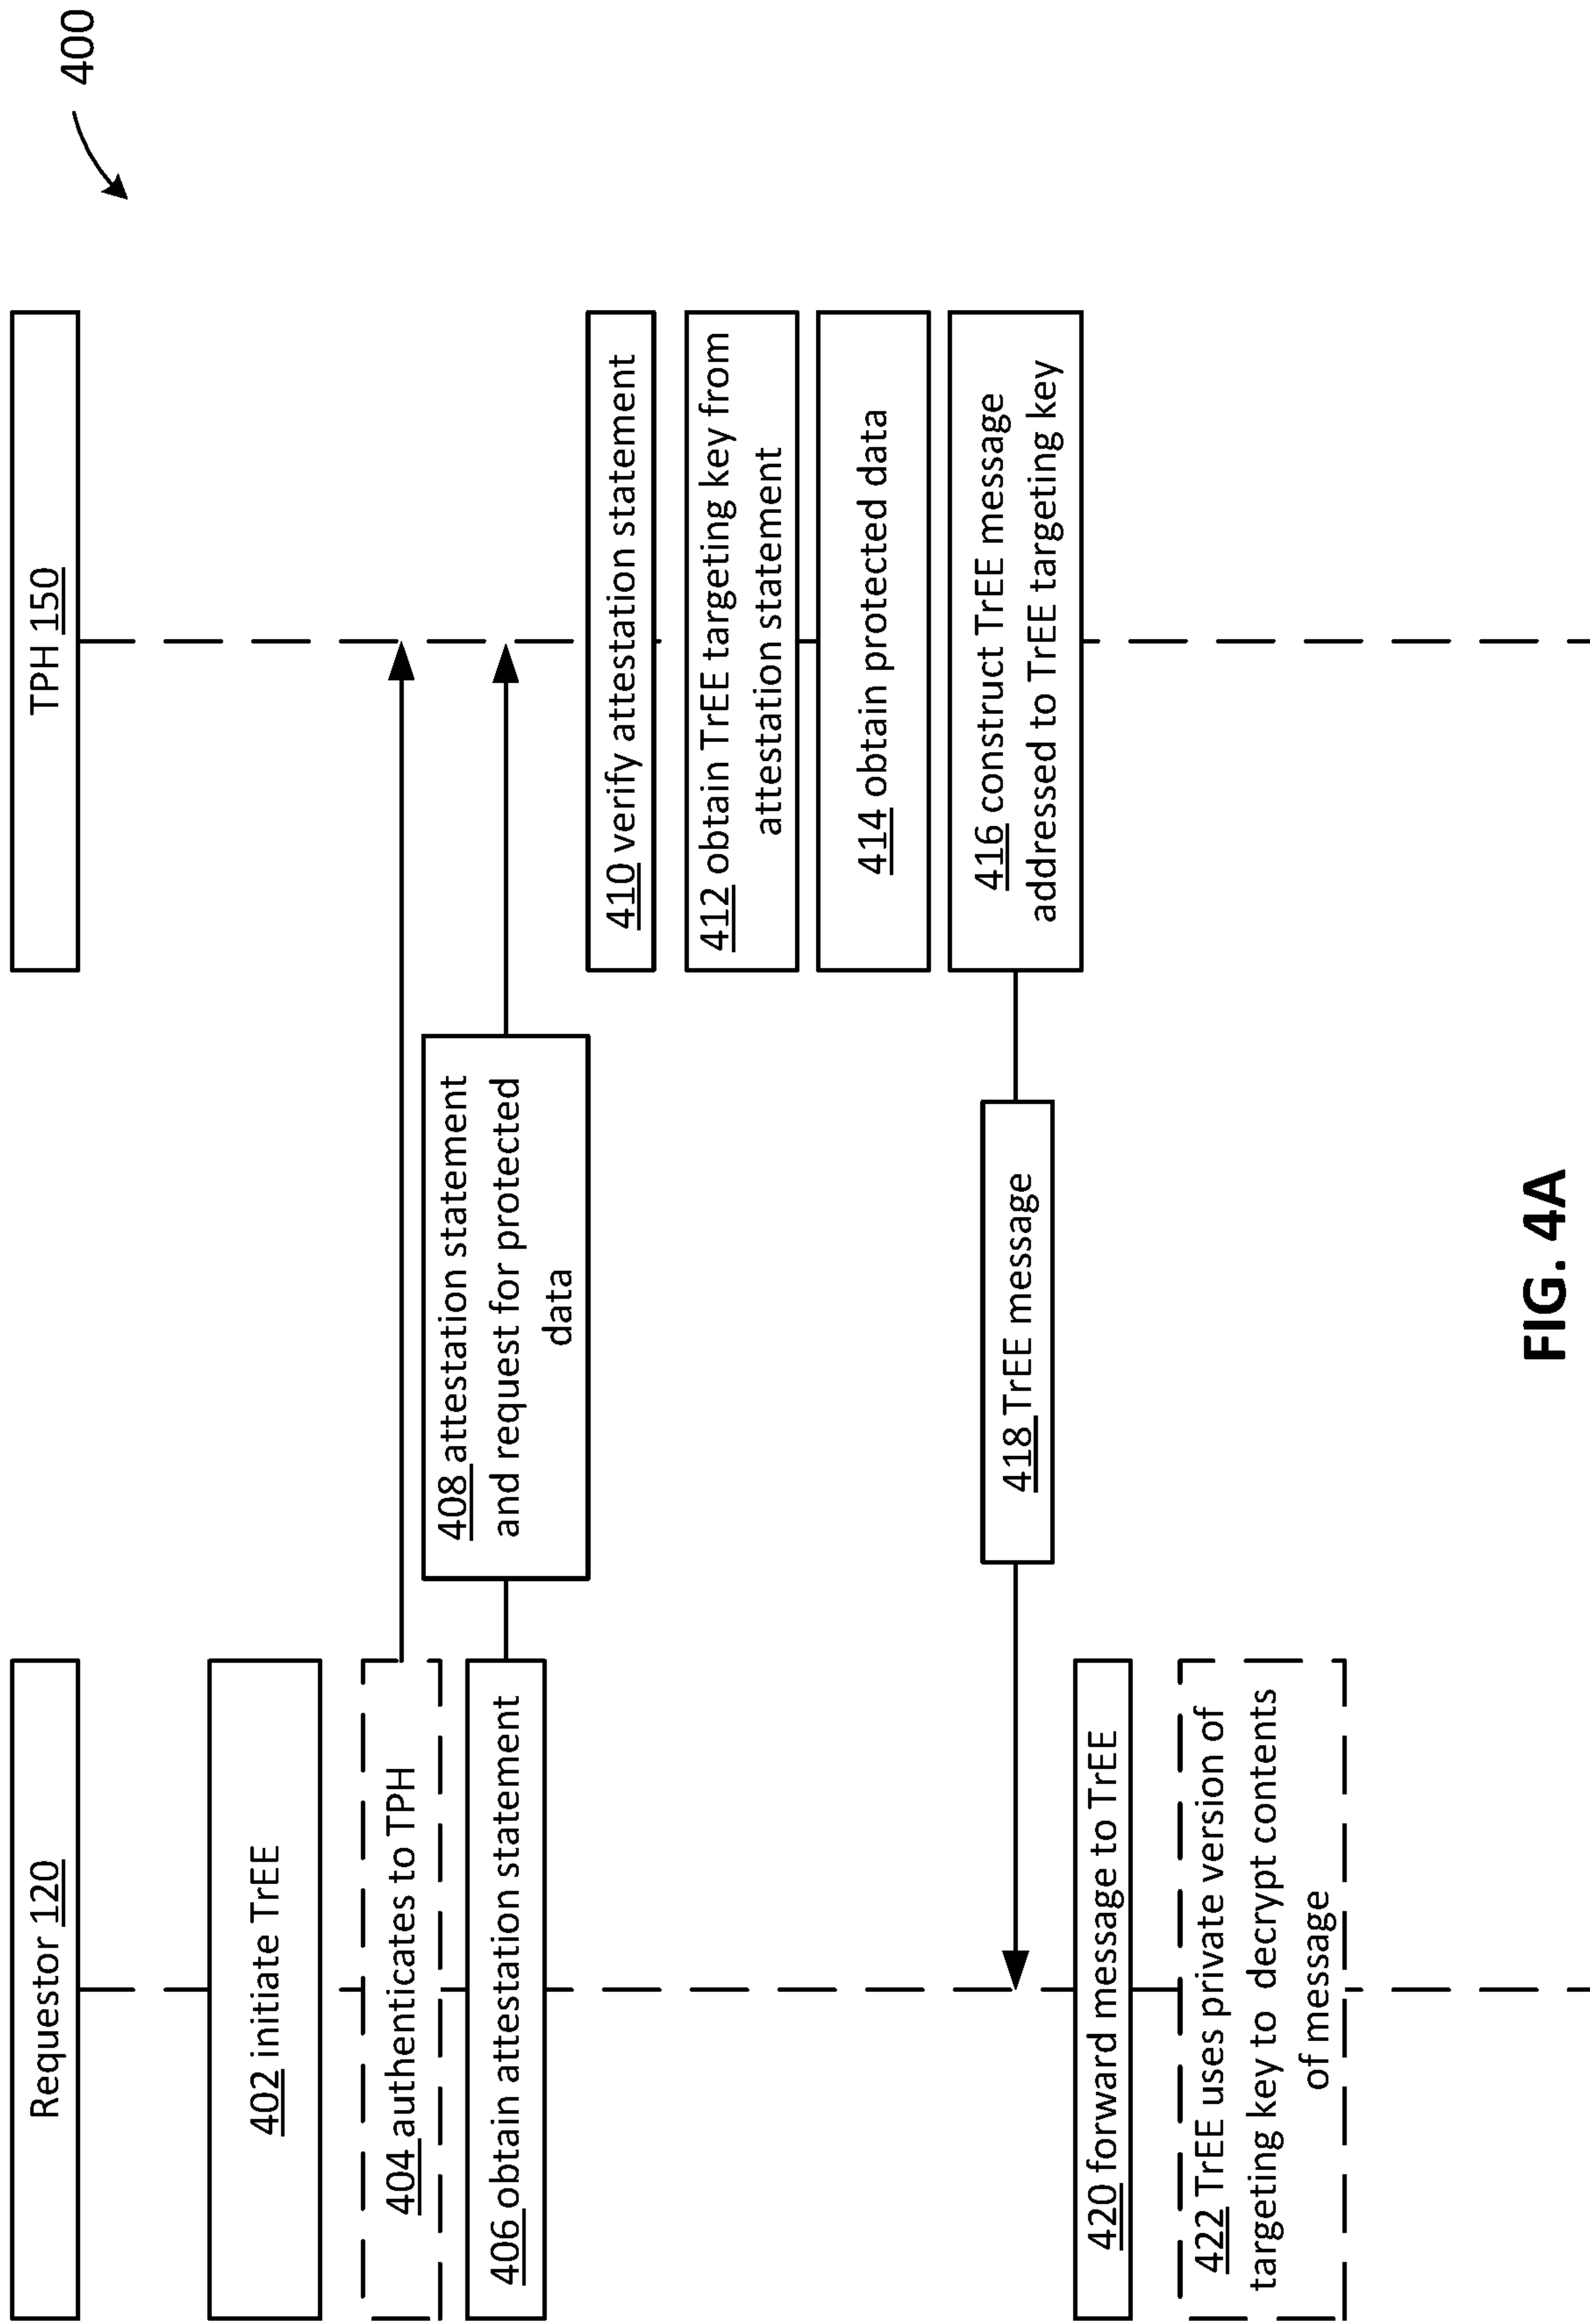 400
Requestor 120
TPH 150
402 initiate TrEE
404 authenticates to TPH
406 obtain attestation statement
408 attestation statement
and request for protected
data
410 verify attestation statement
412 obtain TrEE targeting key from
attestation statement
414 obtain protected data
416 construct TrEE message
addressed to TrEE targeting key
418 TrEE message
420 forward message to TrEE
422 TrEE uses private version of
targeting key to decrypt contents
of message
FIG. 4A